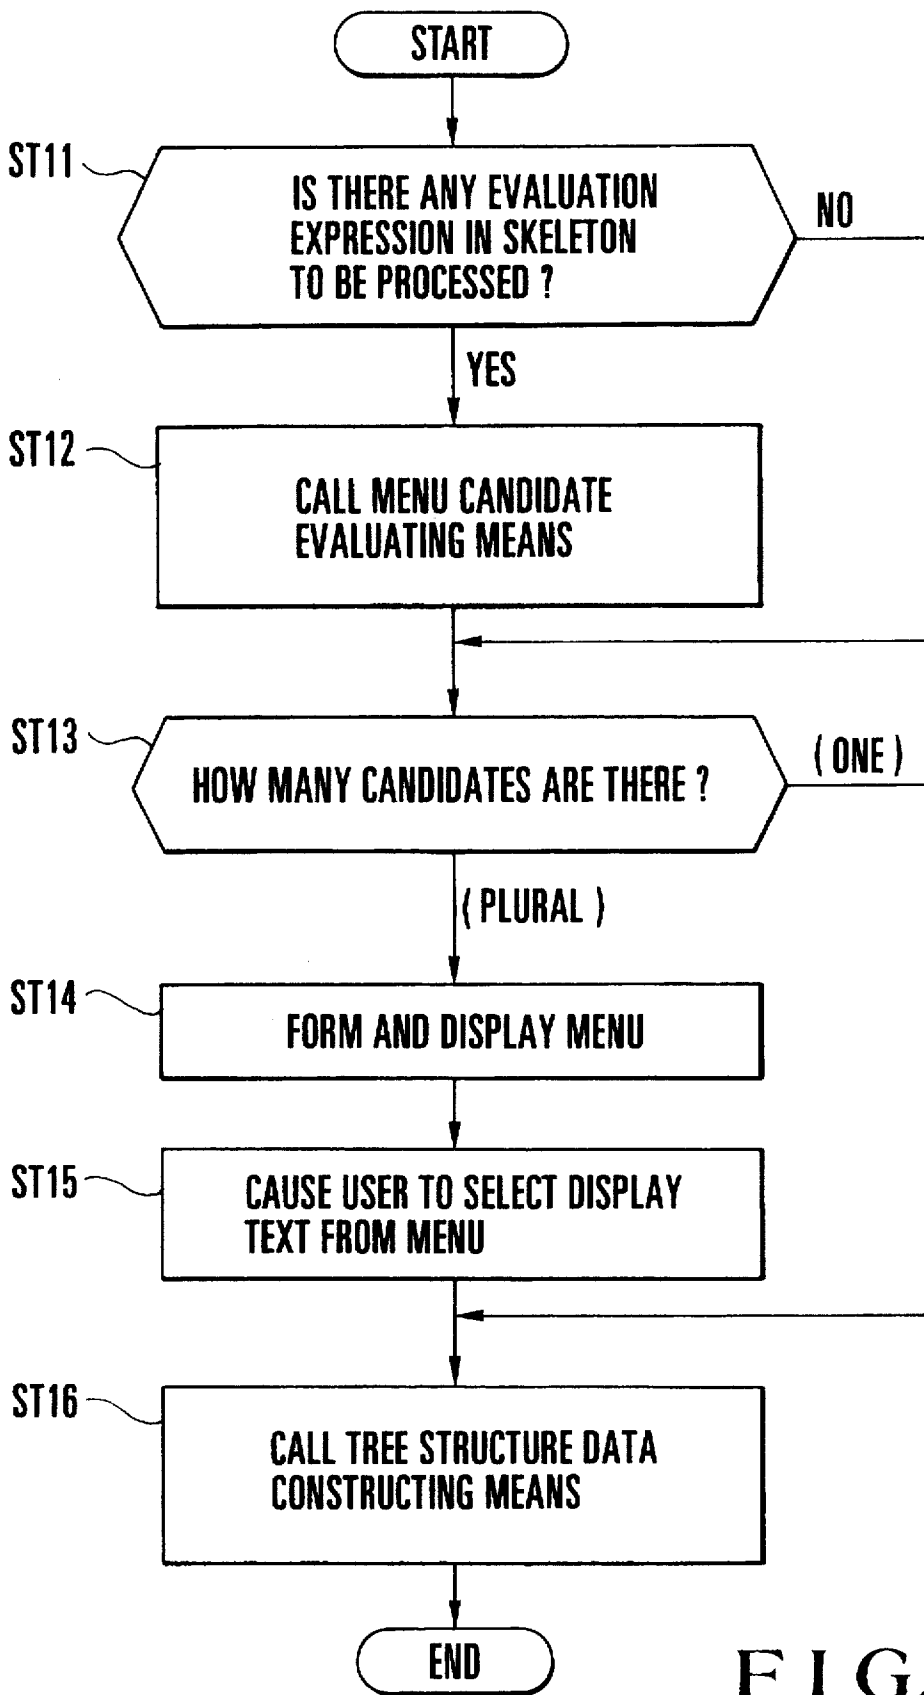 START
ST11
IS THERE ANY EVALUATION
EXPRESSION IN SKELETON
TO BE PROCESSED ?
NO
YES
ST12
CALL MENU CANDIDATE
EVALUATING MEANS
ST13
HOW MANY CANDIDATES ARE THERE ?
( ONE )
( PLURAL )
ST14
FORM AND DISPLAY MENU
ST15
CAUSE USER TO SELECT DISPLAY
TEXT FROM MENU
ST16
CALL TREE STRUCTURE DATA
CONSTRUCTING MEANS
END
FIG.